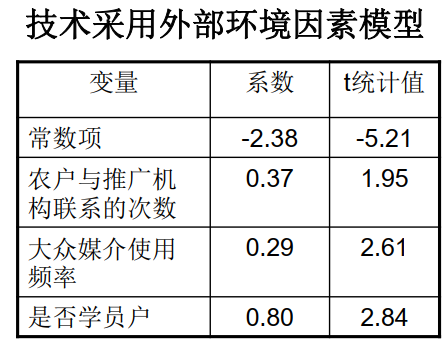 技术采用外部环境因素模型
变量 系数 t统计值
常数项 -2.38 -5.21
农户与推广机 0.37 1.95
构联系的次数
大众媒介使用 0.29 2.61
频率
是否学员户 0.80 2.84